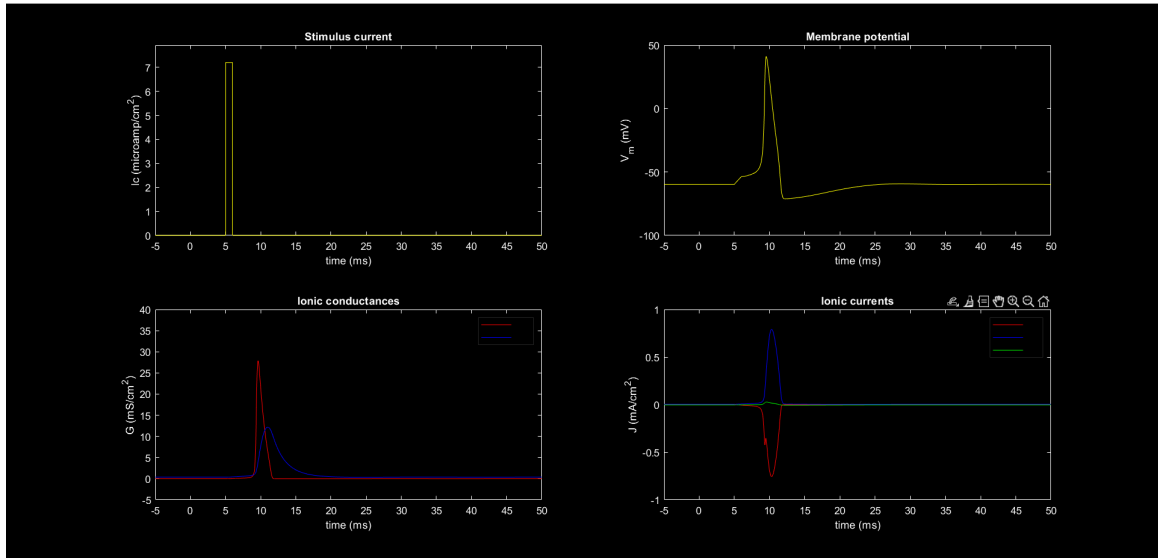 Stimulus current
Ic (microamp/cm²)
7
6
5
4
3
2
1
0
-5 0 5 10 15 20 25 30 35 40 45 50
time (ms)
Membrane potential
V_m (mV)
50
0
-50
-100
-5 0 5 10 15 20 25 30 35 40 45 50
time (ms)
Ionic conductances
G (mS/cm²)
40
35
30
25
20
15
10
5
0
-5
-5 0 5 10 15 20 25 30 35 40 45 50
time (ms)
Ionic currents
J (mA/cm²)
1
0.5
0
-0.5
-1
-5 0 5 10 15 20 25 30 35 40 45 50
time (ms)